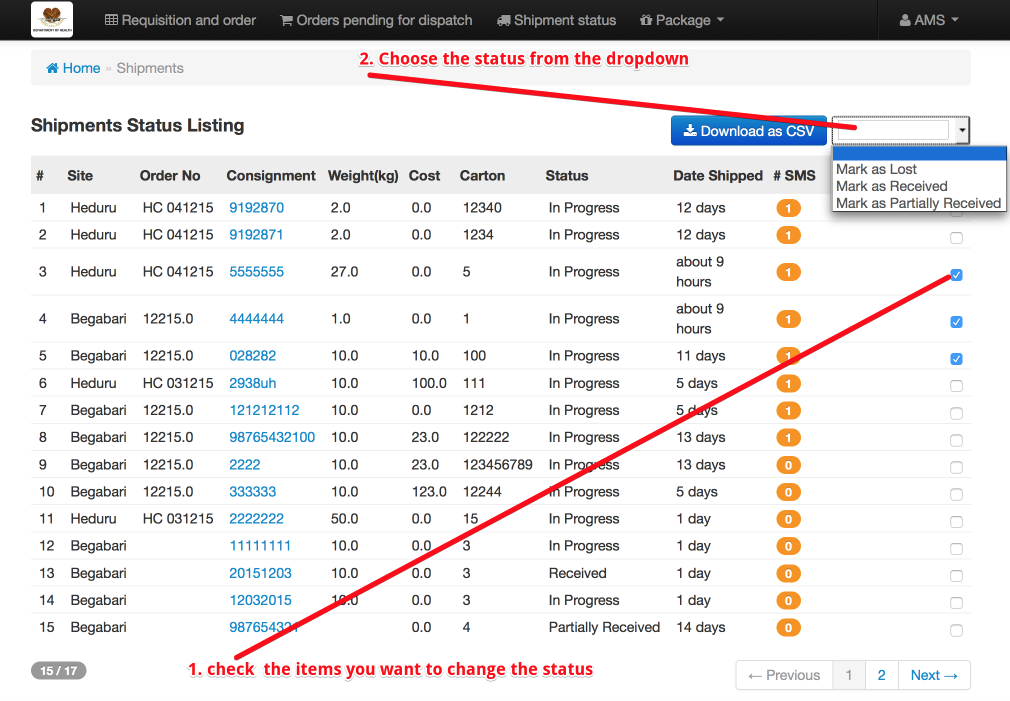 DEPARTMENT OF HEALTH
Requisition and order Orders pending for dispatch Shipment status Package AMS
2. Choose the status from the dropdown
Home » Shipments
Shipments Status Listing
Download as CSV
Mark as Lost
Mark as Received
Mark as Partially Received
# Site Order No Consignment Weight(kg) Cost Carton Status Date Shipped # SMS
1 Heduru HC 041215 9192870 2.0 0.0 12340 In Progress 12 days 1
2 Heduru HC 041215 9192871 2.0 0.0 1234 In Progress 12 days 1
3 Heduru HC 041215 5555555 27.0 0.0 5 In Progress about 9 hours 1
4 Begabari 12215.0 4444444 1.0 0.0 1 In Progress about 9 hours 1
5 Begabari 12215.0 028282 10.0 10.0 100 In Progress 11 days 1
6 Heduru HC 031215 2938uh 10.0 100.0 111 In Progress 5 days 1
7 Begabari 12215.0 121212112 10.0 0.0 1212 In Progress 5 days 1
8 Begabari 12215.0 98765432100 10.0 23.0 122222 In Progress 13 days 1
9 Begabari 12215.0 2222 10.0 23.0 123456789 In Progress 13 days 0
10 Begabari 12215.0 333333 10.0 123.0 12244 In Progress 5 days 0
11 Heduru HC 031215 2222222 50.0 0.0 15 In Progress 1 day 0
12 Begabari 11111111 10.0 0.0 3 In Progress 1 day 0
13 Begabari 20151203 10.0 0.0 3 Received 1 day 0
14 Begabari 12032015 10.0 0.0 3 In Progress 1 day 0
15 Begabari 987654321 0.0 4 Partially Received 14 days 0
15 / 17
1. check the items you want to change the status
← Previous 1 2 Next →